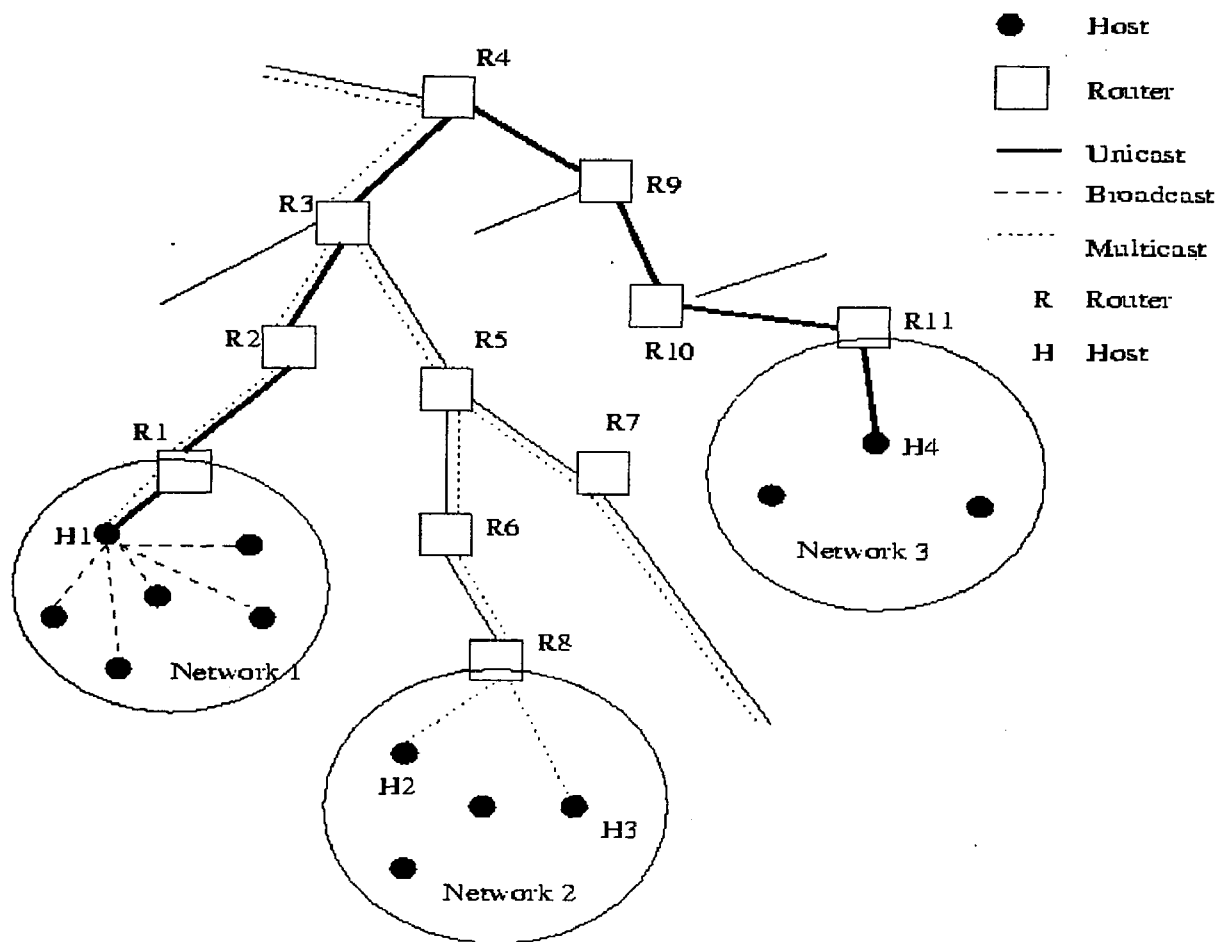 Host
R4
Router
Unicast
R9
Broadcast
R3
Multicast
R Router
R11
R2
R5
R10
H Host
R7
R1
H4
H1
R6
Network 3
R8
Network 1
H2
H3
Network 2